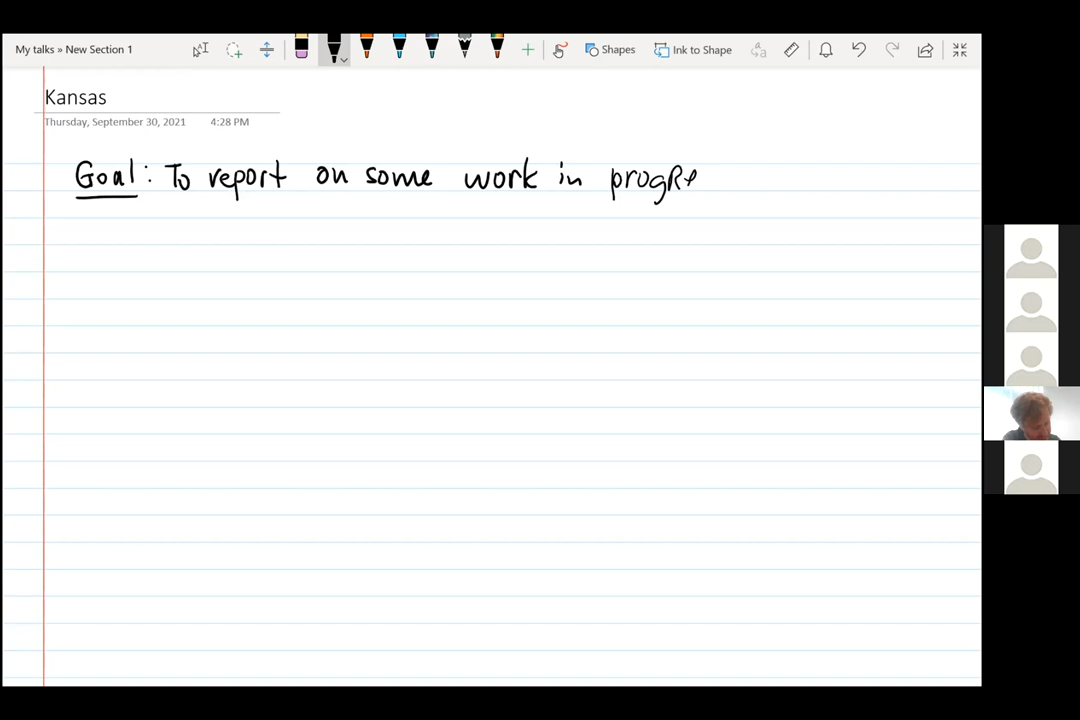 My talks » New Section 1
Shapes
Ink to Shape
Kansas
Thursday, September 30, 2021 4:28 PM
Goal: To report on some work in progRe